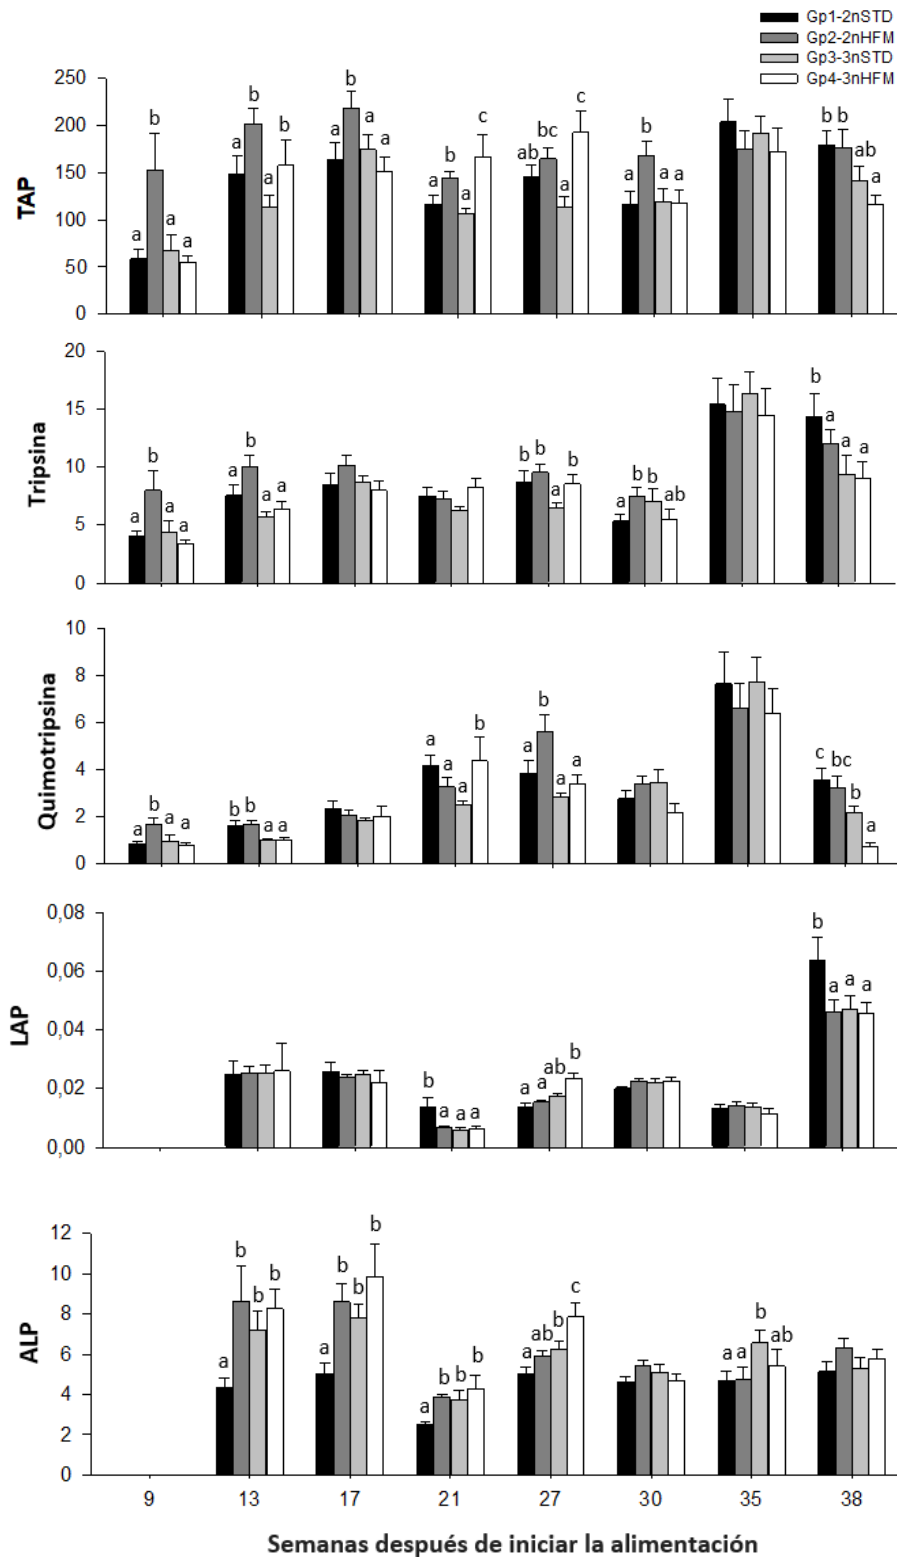 Gp1-2nSTD
Gp2-2nHFM
Gp3-3nSTD
Gp4-3nHFM
TAP
250
200
150
100
50
0
a b a a
a b a b
a b a a
a b a c
ab bc a c
a b a a
b b ab a
Tripsina
20
15
10
5
0
a b a a
a b a a
b b a b
a b b ab
b a a a
Quimotripsina
10
8
6
4
2
0
a b a a
b b a a
a a a b
a b a a
c bc b a
LAP
0,08
0,06
0,04
0,02
0,00
b a a a
a a ab b
b a a a
ALP
12
10
8
6
4
2
0
a b b b
a b b b
a b b b
a ab b c
a a b ab
9 13 17 21 27 30 35 38
Semanas después de iniciar la alimentación